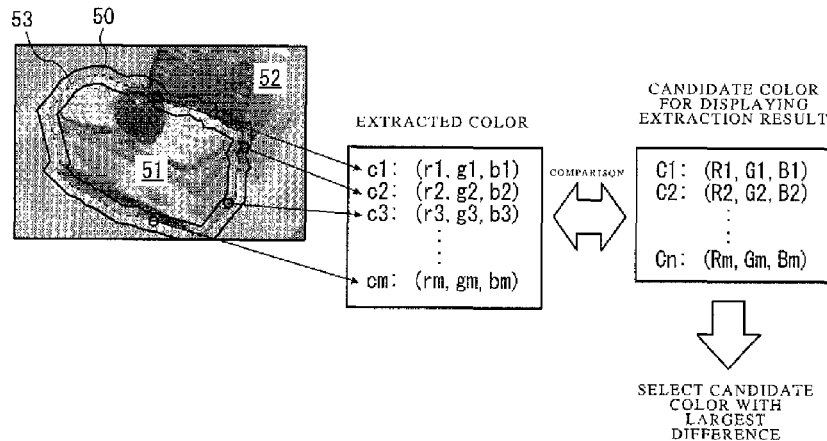 53
50
52
51
EXTRACTED COLOR
c1: (r1, g1, b1)
c2: (r2, g2, b2)
c3: (r3, g3, b3)
⋮
cm: (rm, gm, bm)
COMPARISON
CANDIDATE COLOR
FOR DISPLAYING
EXTRACTION RESULT
C1: (R1, G1, B1)
C2: (R2, G2, B2)
⋮
Cn: (Rm, Gm, Bm)
SELECT CANDIDATE
COLOR WITH
LARGEST
DIFFERENCE